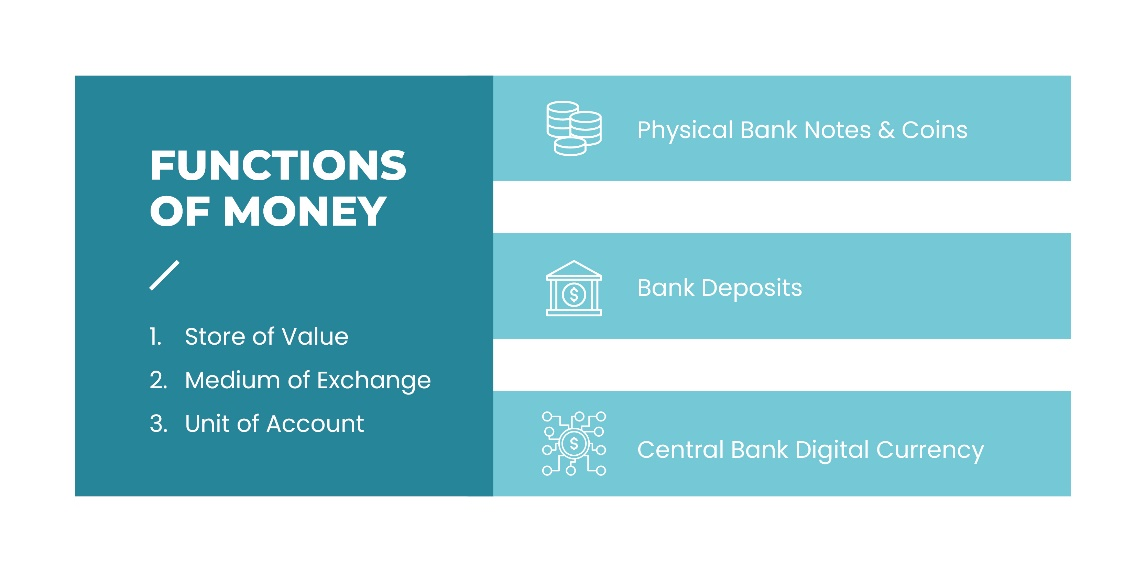 FUNCTIONS
OF MONEY
1. Store of Value
2. Medium of Exchange
3. Unit of Account
Physical Bank Notes & Coins
$
Bank Deposits
$
Central Bank Digital Currency